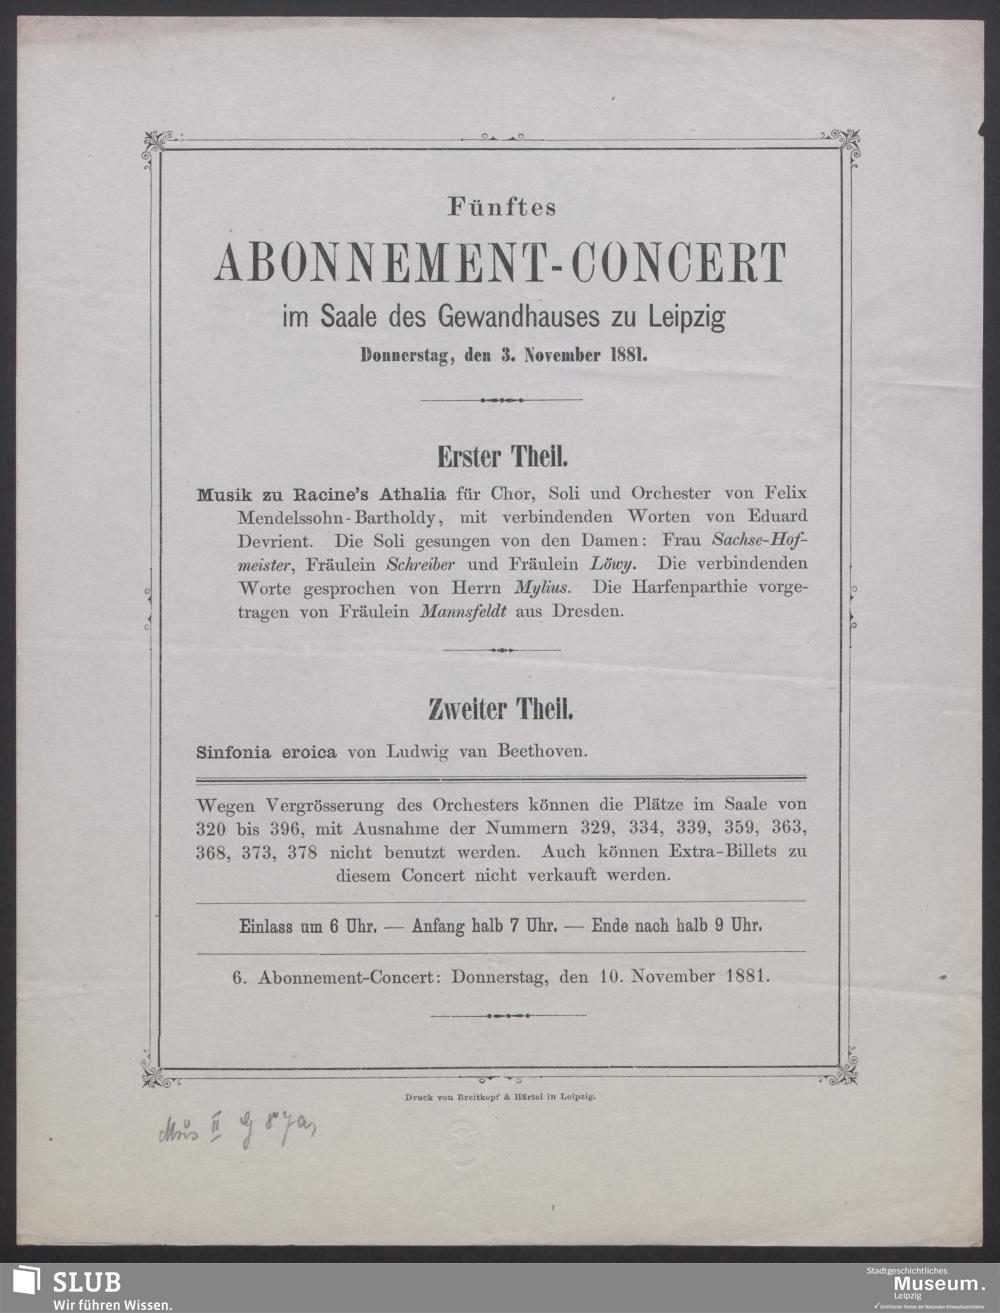 Fünftes
ABONNEMENT-CONCERT
im Saale des Gewandhauses zu Leipzig
Donnerstag, den 3. November 1881.
Erster Theil.
Musik zu Racine's Athalia für Chor, Soli und Orchester von Felix
Mendelssohn-Bartholdy, mit verbindenden Worten von Eduard
Devrient. Die Soli gesungen von den Damen: Frau Sachse-Hof-
meister, Fräulein Schreiber und Fräulein Löwy. Die verbindenden
Worte gesprochen von Herrn Mylius. Die Harfenparthie vorge-
tragen von Fräulein Mannsfeldt aus Dresden.
Zweiter Theil.
Sinfonia eroica von Ludwig van Beethoven.
Wegen Vergrösserung des Orchesters können die Plätze im Saale von
320 bis 396, mit Ausnahme der Nummern 329, 334, 339, 359, 363,
368, 373, 378 nicht benutzt werden. Auch können Extra-Billets zu
diesem Concert nicht verkauft werden.
Einlass um 6 Uhr. — Anfang halb 7 Uhr. — Ende nach halb 9 Uhr.
6. Abonnement-Concert: Donnerstag, den 10. November 1881.
Druck von Breitkopf & Härtel in Leipzig.
Mus II G
SLUB
Wir führen Wissen.
Stadtgeschichtliches
Museum.
Leipzig
Zertifizierter Partner der Nationalen Klimaschutzinitiative